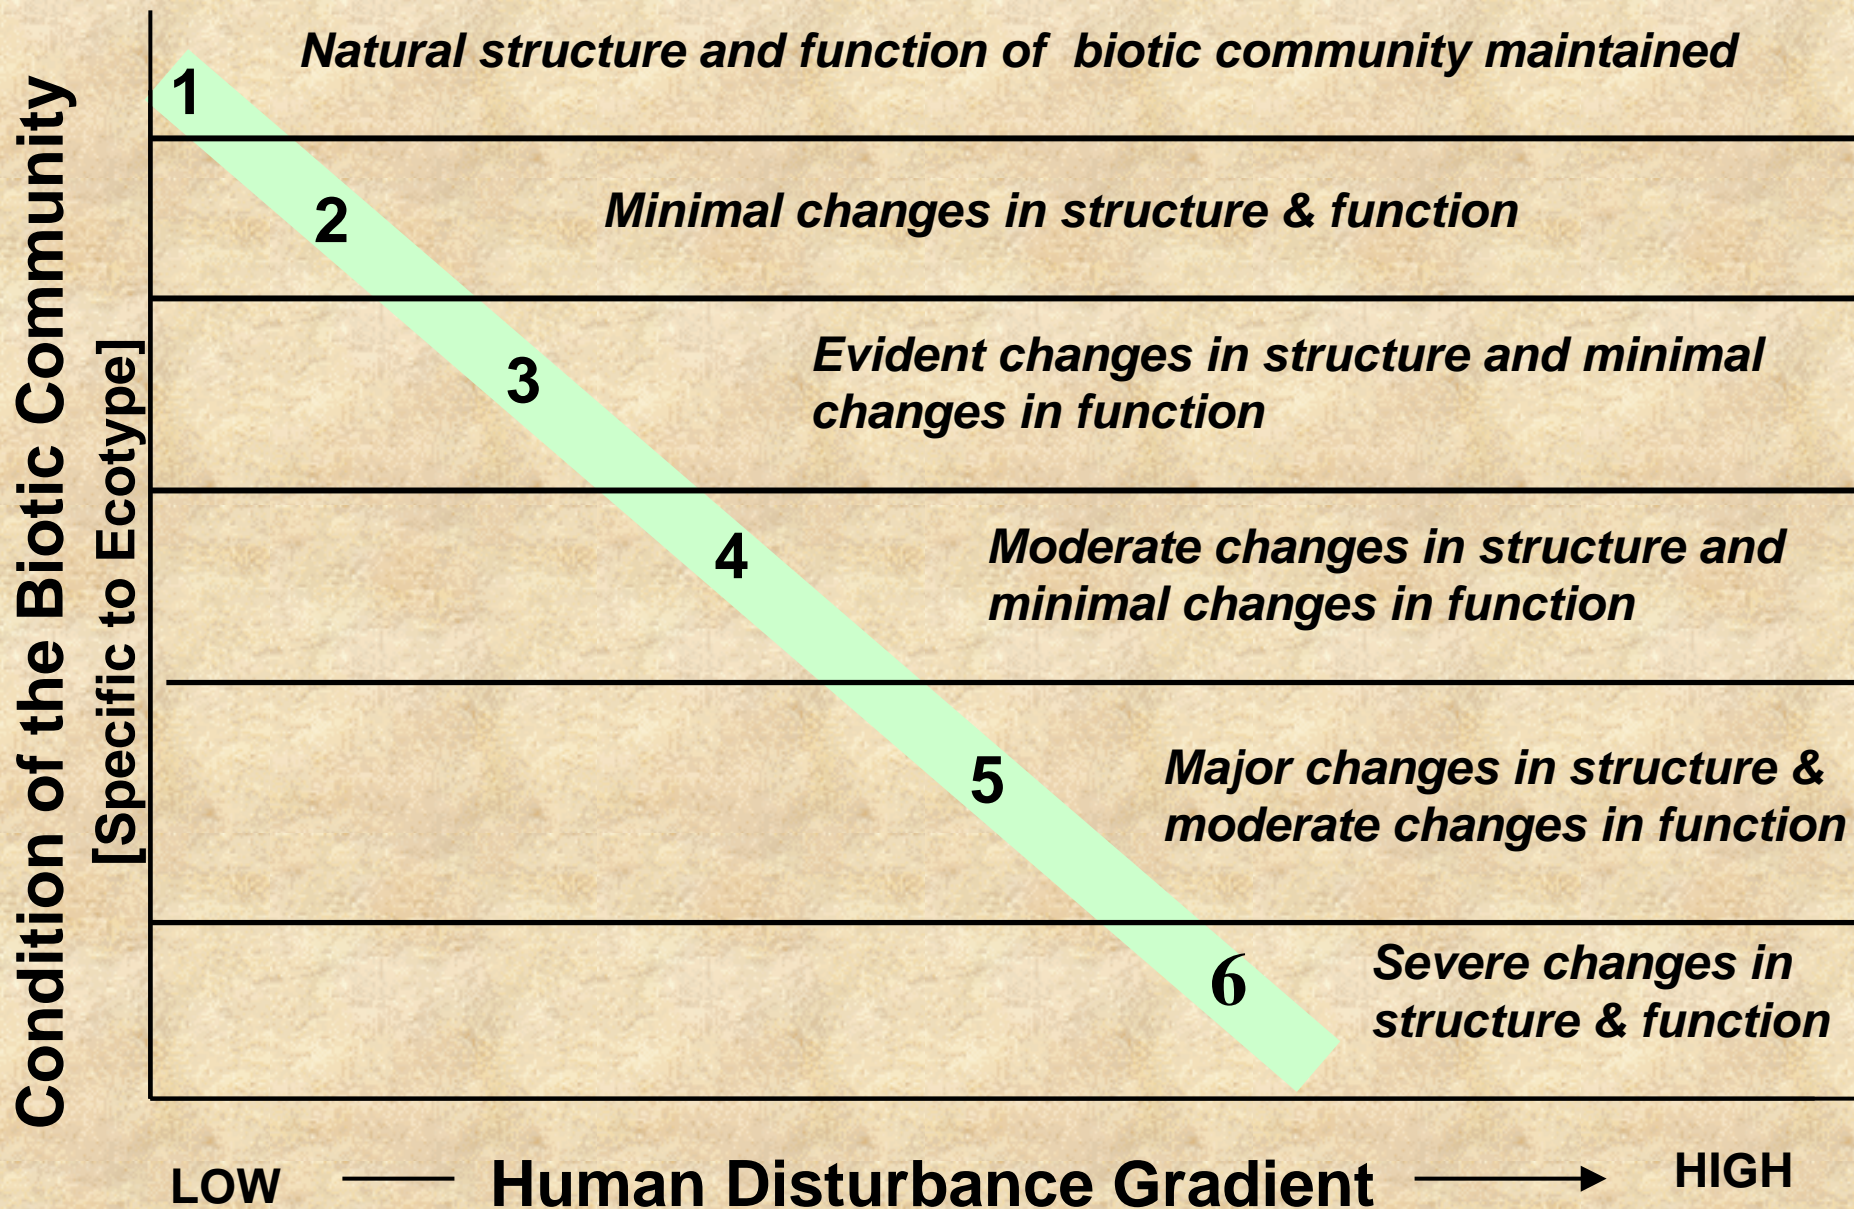 Condition of the Biotic Community
[Specific to Ecotype]
1
Natural structure and function of biotic community maintained
2
Minimal changes in structure & function
3
Evident changes in structure and minimal
changes in function
4
Moderate changes in structure and
minimal changes in function
5
Major changes in structure &
moderate changes in function
6
Severe changes in
structure & function
LOW
Human Disturbance Gradient
HIGH